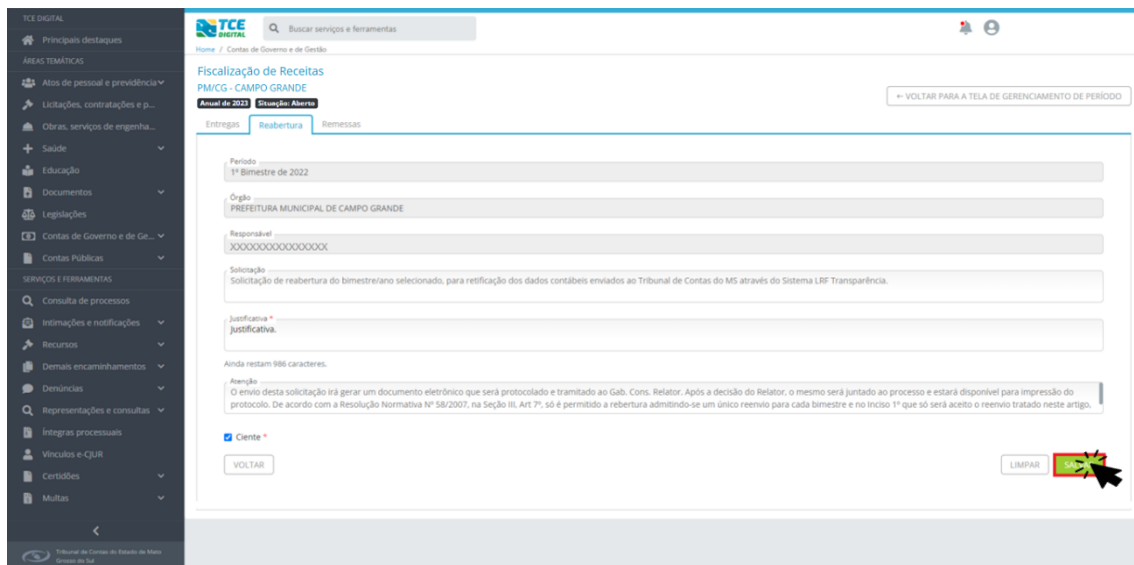 TCE DIGITAL
Principais destaques
ÁREAS TEMÁTICAS
Atos de pessoal e previdência
Licitações, contratações e p...
Obras, serviços de engenha...
Saúde
Educação
Documentos
Legislações
Contas de Governo e de Ge...
Contas Públicas
SERVIÇOS E FERRAMENTAS
Consulta de processos
Intimações e notificações
Recursos
Demais encaminhamentos
Denúncias
Representações e consultas
Íntegras processuais
Vínculos e-CJUR
Certidões
Multas
Tribunal de Contas do Estado de Mato
Grosso do Sul
TCE
DIGITAL
Buscar serviços e ferramentas
Home / Contas de Governo e de Gestão
Fiscalização de Receitas
PM/CG - CAMPO GRANDE
Anual de 2023 Situação: Aberto
← VOLTAR PARA A TELA DE GERENCIAMENTO DE PERÍODO
Entregas Reabertura Remessas
Período
1º Bimestre de 2022
Órgão
PREFEITURA MUNICIPAL DE CAMPO GRANDE
Responsável
XXXXXXXXXXXXXXX
Solicitação
Solicitação de reabertura do bimestre/ano selecionado, para retificação dos dados contábeis enviados ao Tribunal de Contas do MS através do Sistema LRF Transparência.
Justificativa *
Justificativa.
Ainda restam 986 caracteres.
Atenção
O envio desta solicitação irá gerar um documento eletrônico que será protocolado e tramitado ao Gab. Cons. Relator. Após a decisão do Relator, o mesmo será juntado ao processo e estará disponível para impressão do
protocolo. De acordo com a Resolução Normativa Nº 58/2007, na Seção III, Art 7º, só é permitido a rebertura admitindo-se um único reenvio para cada bimestre e no Inciso 1º que só será aceito o reenvio tratado neste artigo,
Ciente *
VOLTAR
LIMPAR